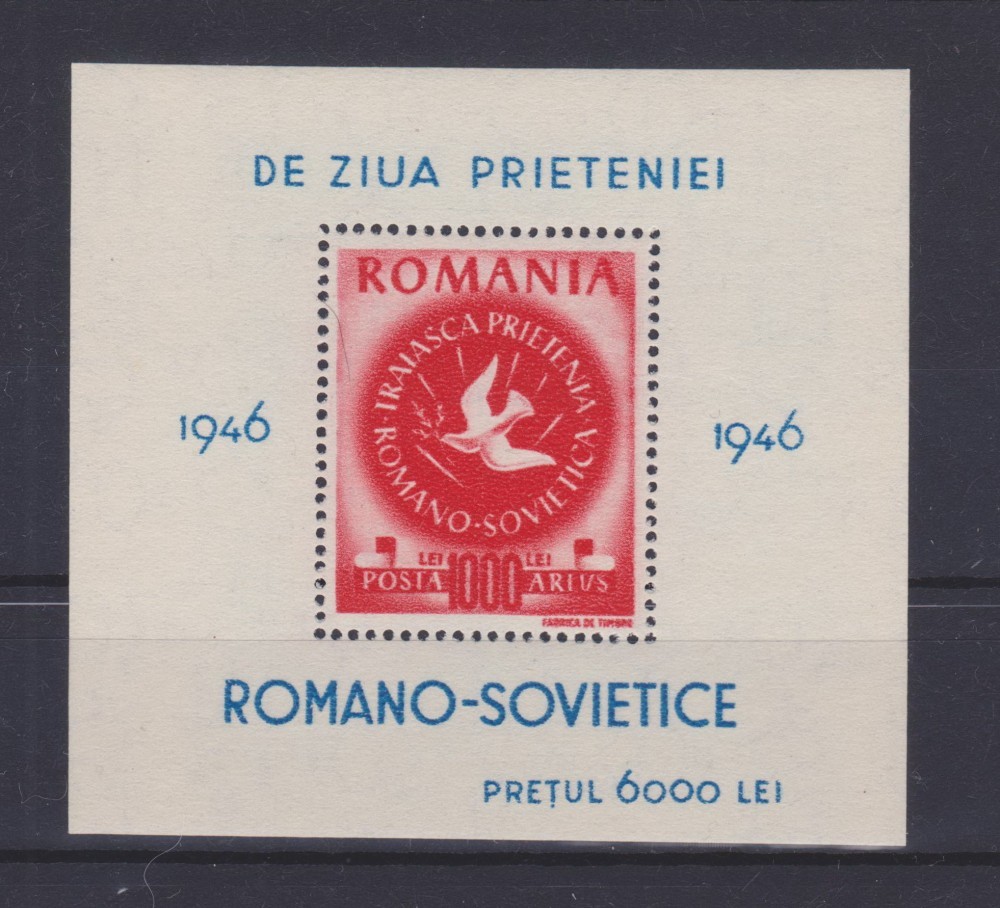 DE ZIUA PRIETENIEI
ROMANIA
TRAIASCA PRIETENIA
ROMANO-SOVIETICA
1946
1946
LEI 1000 LEI
POSTA ARLVS
FABRICA DE TIMBRE
ROMANO-SOVIETICE
PREȚUL 6000 LEI